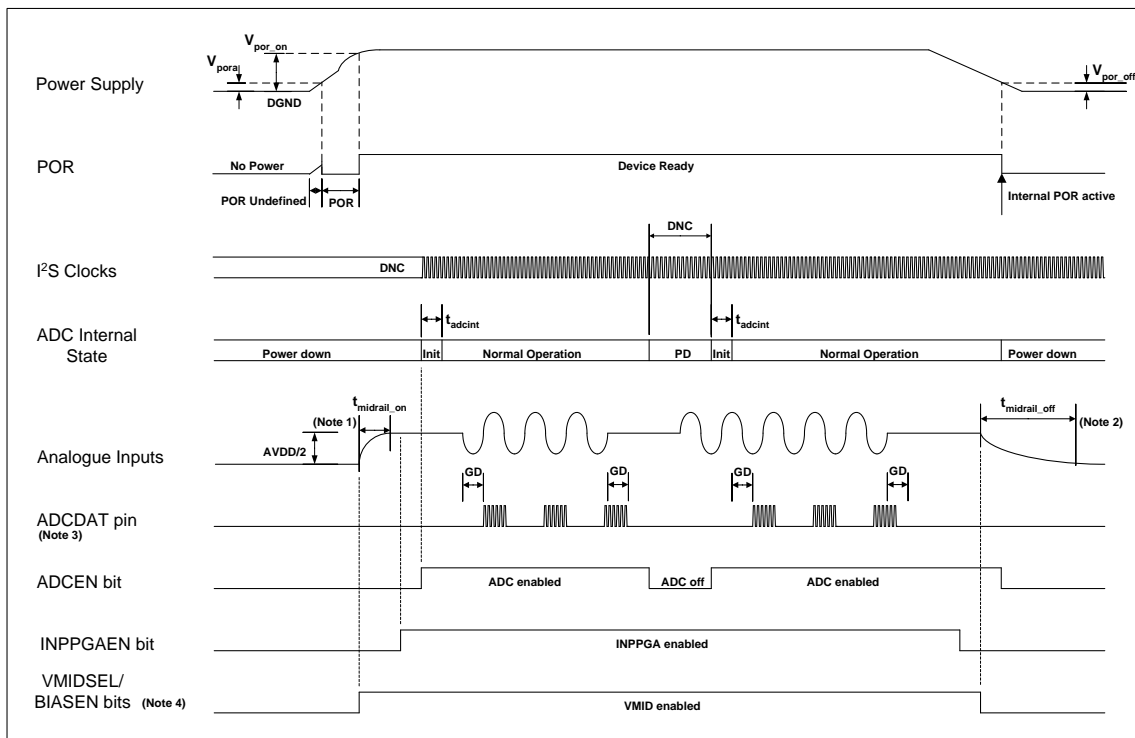 V_por_on
V_pora
Power Supply
DGND
V_por_off
POR
No Power
Device Ready
POR Undefined
POR
Internal POR active
DNC
I²S Clocks
DNC
t_adcint
t_adcint
ADC Internal
State
Power down
Init
Normal Operation
PD
Init
Normal Operation
Power down
t_midrail_on
(Note 1)
t_midrail_off
(Note 2)
Analogue Inputs
AVDD/2
GD
GD
GD
GD
ADCDAT pin
(Note 3)
ADCEN bit
ADC enabled
ADC off
ADC enabled
INPPGAEN bit
INPPGA enabled
VMIDSEL/
BIASEN bits (Note 4)
VMID enabled